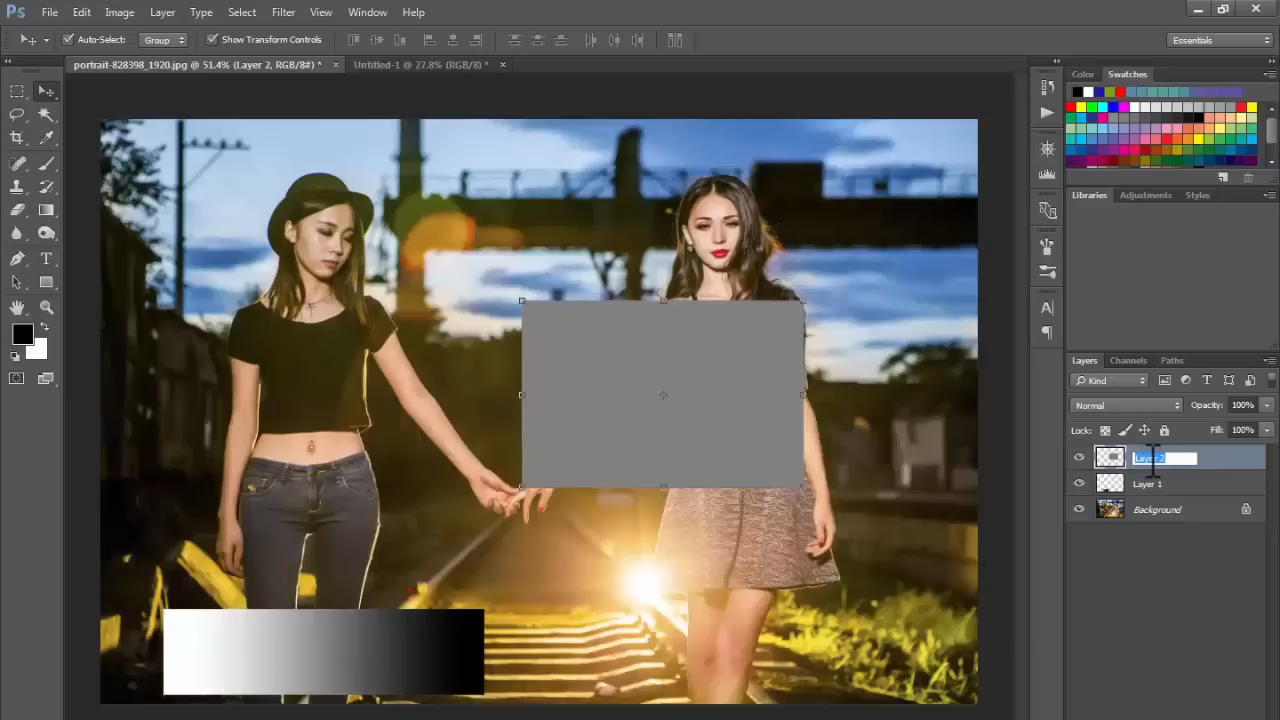 Ps File Edit Image Layer Type Select Filter View Window Help
Auto-Select: Group Show Transform Controls Essentials
portrait-828398_1920.jpg @ 51.4% (Layer 2, RGB/8#) * × Untitled-1 @ 27.8% (RGB/8) * ×
Color Swatches
Libraries Adjustments Styles
Layers Channels Paths
Kind
Normal Opacity: 100%
Lock: Fill: 100%
Layer 2
Layer 1
Background